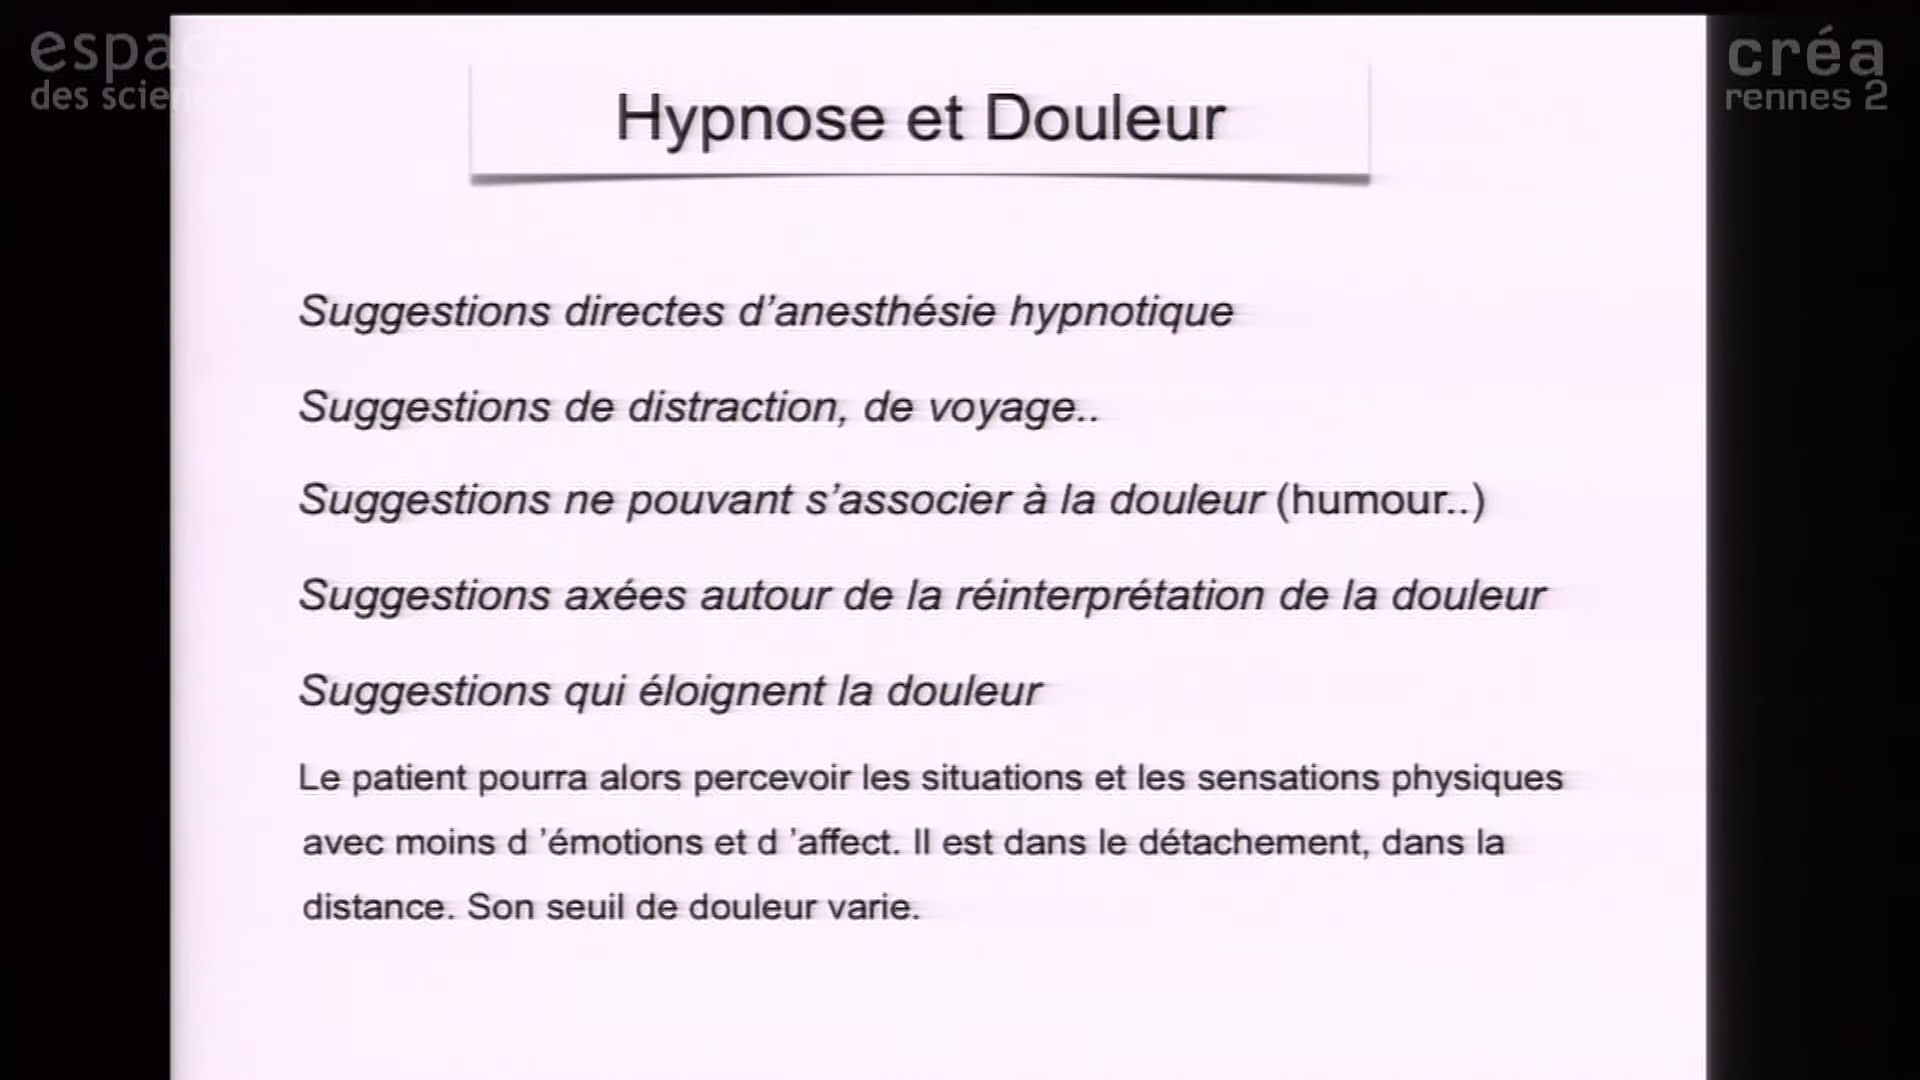 espace
des scien
créa
rennes 2
Hypnose et Douleur
Suggestions directes d’anesthésie hypnotique
Suggestions de distraction, de voyage..
Suggestions ne pouvant s’associer à la douleur (humour..)
Suggestions axées autour de la réinterprétation de la douleur
Suggestions qui éloignent la douleur
Le patient pourra alors percevoir les situations et les sensations physiques
avec moins d ’émotions et d ’affect. Il est dans le détachement, dans la
distance. Son seuil de douleur varie.